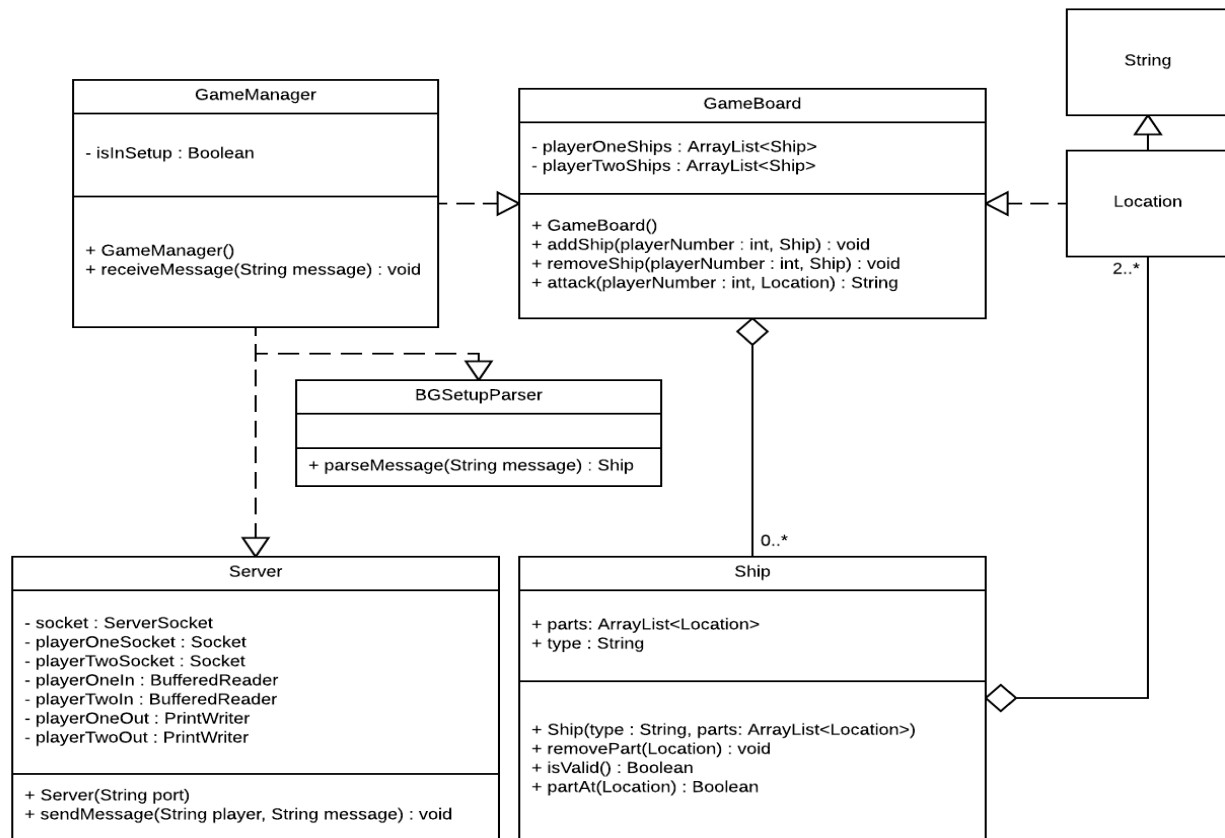 GameManager
- isInSetup : Boolean
+ GameManager()
+ receiveMessage(String message) : void
GameBoard
- playerOneShips : ArrayList<Ship>
- playerTwoShips : ArrayList<Ship>
+ GameBoard()
+ addShip(playerNumber : int, Ship) : void
+ removeShip(playerNumber : int, Ship) : void
+ attack(playerNumber : int, Location) : String
String
Location
2..*
BGSetupParser
+ parseMessage(String message) : Ship
0..*
Server
- socket : ServerSocket
- playerOneSocket : Socket
- playerTwoSocket : Socket
- playerOneIn : BufferedReader
- playerTwoIn : BufferedReader
- playerOneOut : PrintWriter
- playerTwoOut : PrintWriter
+ Server(String port)
+ sendMessage(String player, String message) : void
Ship
+ parts: ArrayList<Location>
+ type : String
+ Ship(type : String, parts: ArrayList<Location>)
+ removePart(Location) : void
+ isValid() : Boolean
+ partAt(Location) : Boolean